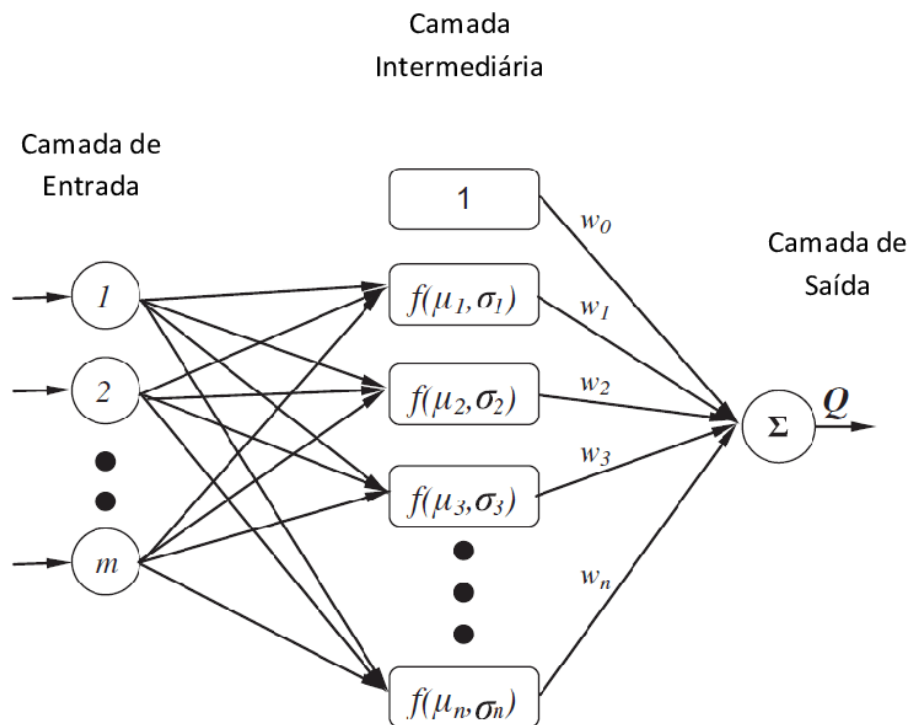 Camada
Intermediária
Camada de
Entrada
Camada de
Saída
1
1
2
m
f(μ1,σ1)
f(μ2,σ2)
f(μ3,σ3)
f(μn,σn)
w0
w1
w2
w3
wn
Σ
Q